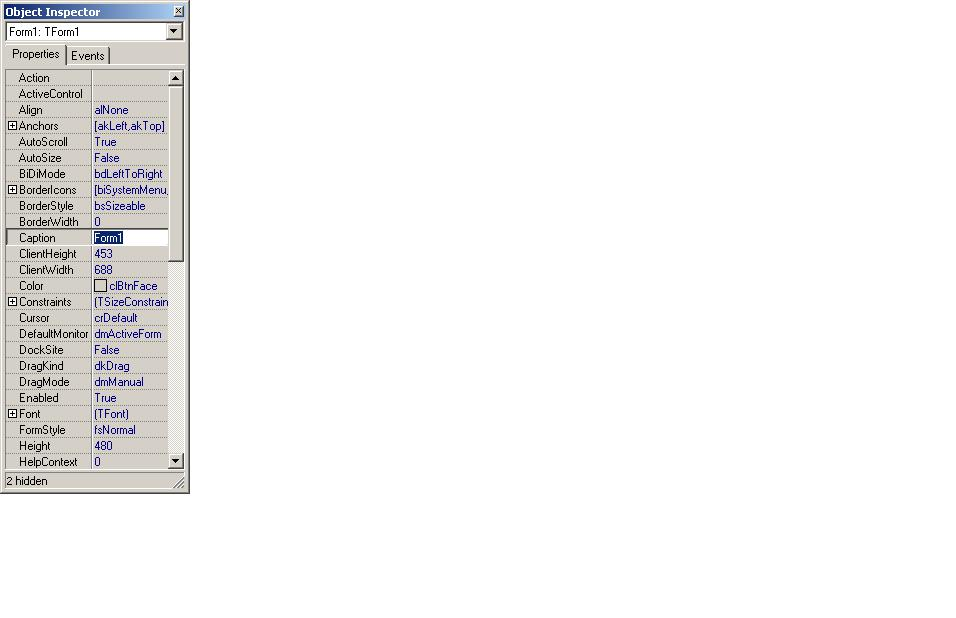 Object Inspector
Form1: TForm1
Properties Events
Action
ActiveControl
Align alNone
Anchors [akLeft,akTop]
AutoScroll True
AutoSize False
BiDiMode bdLeftToRight
BorderIcons [biSystemMenu,
BorderStyle bsSizeable
BorderWidth 0
Caption Form1
ClientHeight 453
ClientWidth 688
Color clBtnFace
Constraints (TSizeConstrain
Cursor crDefault
DefaultMonitor dmActiveForm
DockSite False
DragKind dkDrag
DragMode dmManual
Enabled True
Font (TFont)
FormStyle fsNormal
Height 480
HelpContext 0
2 hidden